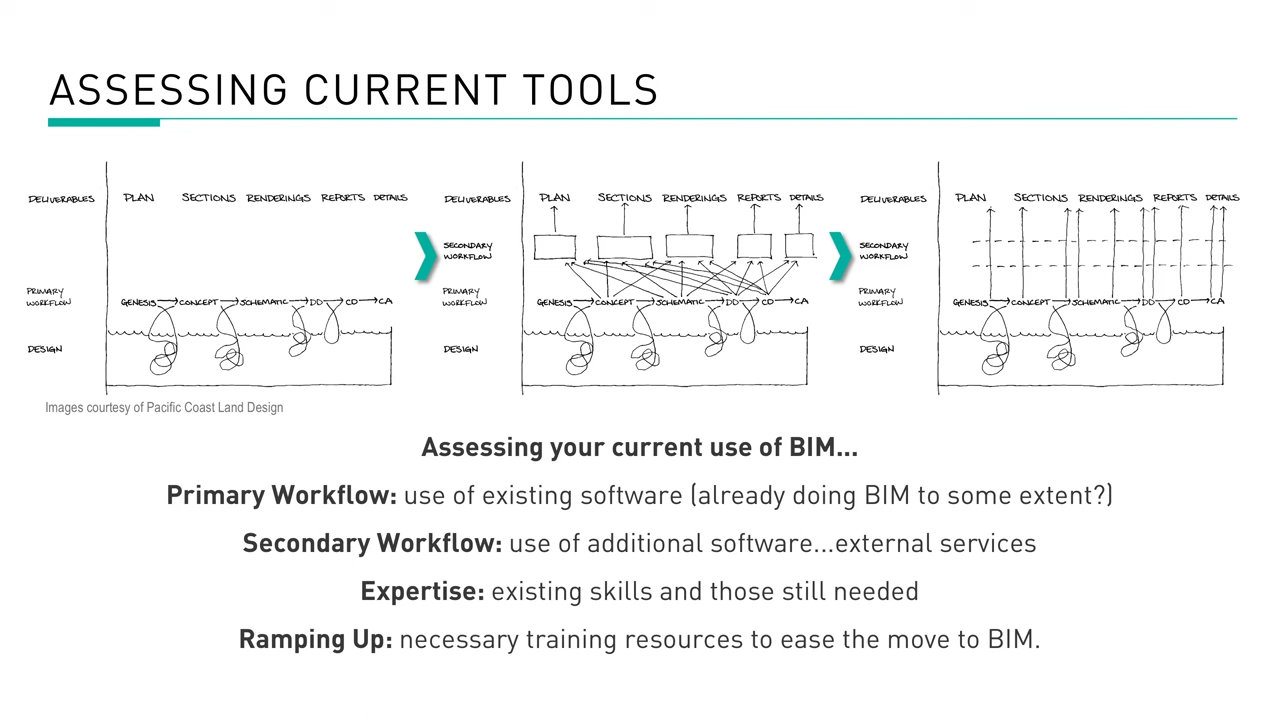 ASSESSING CURRENT TOOLS
DELIVERABLES PLAN SECTIONS RENDERINGS REPORTS DETAILS
PRIMARY WORKFLOW GENESIS CONCEPT SCHEMATIC DD CD CA
DESIGN
DELIVERABLES PLAN SECTIONS RENDERINGS REPORTS DETAILS
SECONDARY WORKFLOW
PRIMARY WORKFLOW GENESIS CONCEPT SCHEMATIC DD CD CA
DESIGN
DELIVERABLES PLAN SECTIONS RENDERINGS REPORTS DETAILS
SECONDARY WORKFLOW
PRIMARY WORKFLOW GENESIS CONCEPT SCHEMATIC DD CD CA
DESIGN
Images courtesy of Pacific Coast Land Design
Assessing your current use of BIM...
Primary Workflow: use of existing software (already doing BIM to some extent?)
Secondary Workflow: use of additional software...external services
Expertise: existing skills and those still needed
Ramping Up: necessary training resources to ease the move to BIM.